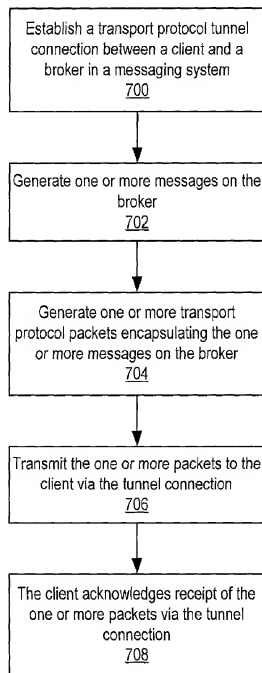 Establish a transport protocol tunnel
connection between a client and a
broker in a messaging system
700
Generate one or more messages on the
broker
702
Generate one or more transport
protocol packets encapsulating the one
or more messages on the broker
704
Transmit the one or more packets to the
client via the tunnel connection
706
The client acknowledges receipt of the
one or more packets via the tunnel
connection
708